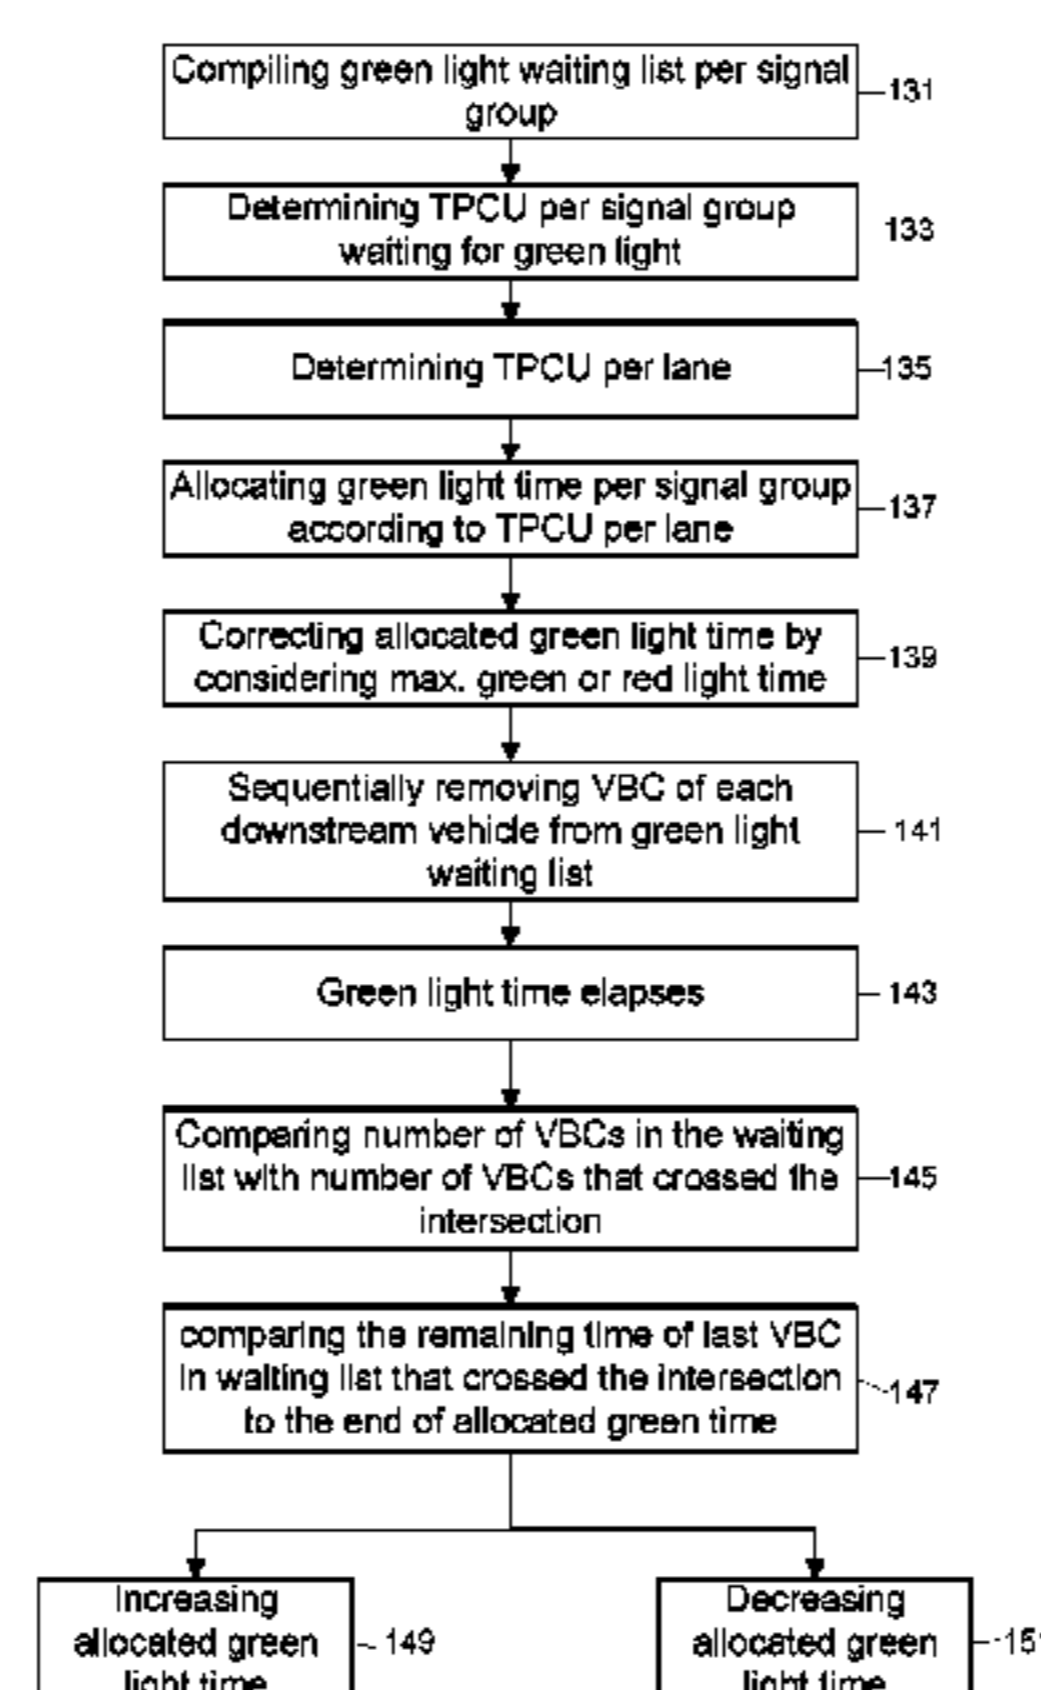 Compiling green light waiting list per signal
group
131
Determining TPCU per signal group
waiting for green light
133
Determining TPCU per lane
135
Allocating green light time per signal group
according to TPCU per lane
137
Correcting allocated green light time by
considering max. green or red light time
139
Sequentially removing VBC of each
downstream vehicle from green light
waiting list
141
Green light time elapses
143
Comparing number of VBCs in the waiting
list with number of VBCs that crossed the
intersection
145
comparing the remaining time of last VBC
in waiting list that crossed the intersection
to the end of allocated green time
147
Increasing
allocated green
light time
149
Decreasing
allocated green
light time
151